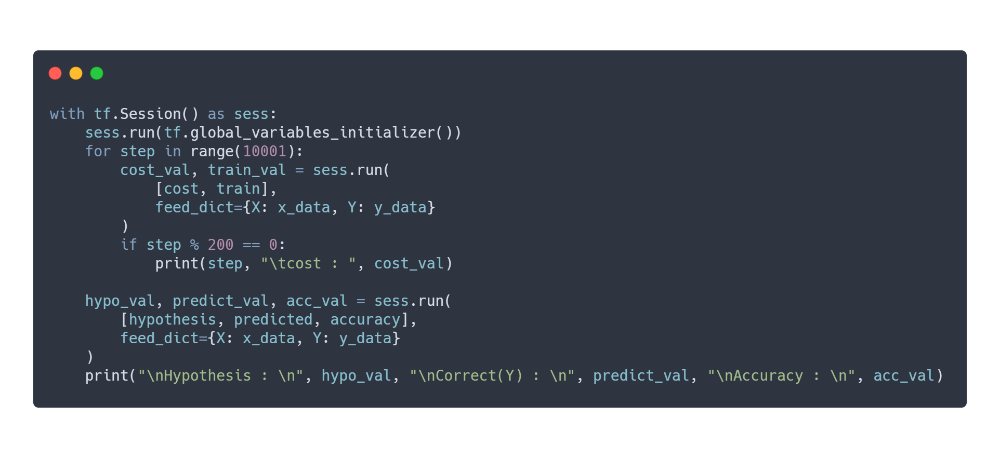 with tf.Session() as sess:
    sess.run(tf.global_variables_initializer())
    for step in range(10001):
        cost_val, train_val = sess.run(
            [cost, train],
            feed_dict={X: x_data, Y: y_data}
        )
        if step % 200 == 0:
            print(step, "\tcost : ", cost_val)

    hypo_val, predict_val, acc_val = sess.run(
        [hypothesis, predicted, accuracy],
        feed_dict={X: x_data, Y: y_data}
    )
    print("\nHypothesis : \n", hypo_val, "\nCorrect(Y) : \n", predict_val, "\nAccuracy : \n", acc_val)